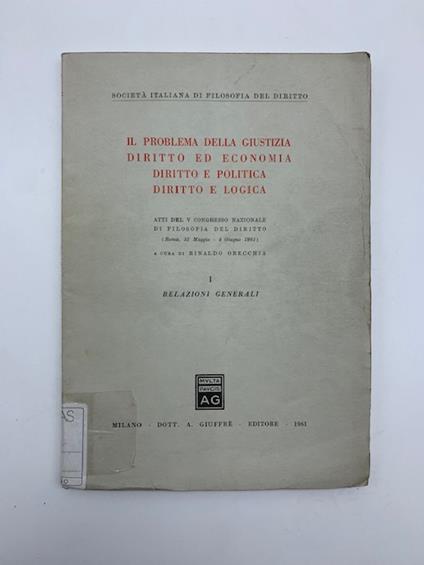 SOCIETÀ ITALIANA DI FILOSOFIA DEL DIRITTO
IL PROBLEMA DELLA GIUSTIZIA
DIRITTO ED ECONOMIA
DIRITTO E POLITICA
DIRITTO E LOGICA
ATTI DEL V CONGRESSO NAZIONALE
DI FILOSOFIA DEL DIRITTO
(Roma, 31 Maggio - 4 Giugno 1961)
A CURA DI RINALDO ORECCHIA
I
RELAZIONI GENERALI
MVLTA
PAVCIS
AG
AS
MILANO - DOTT. A. GIUFFRÈ - EDITORE - 1961